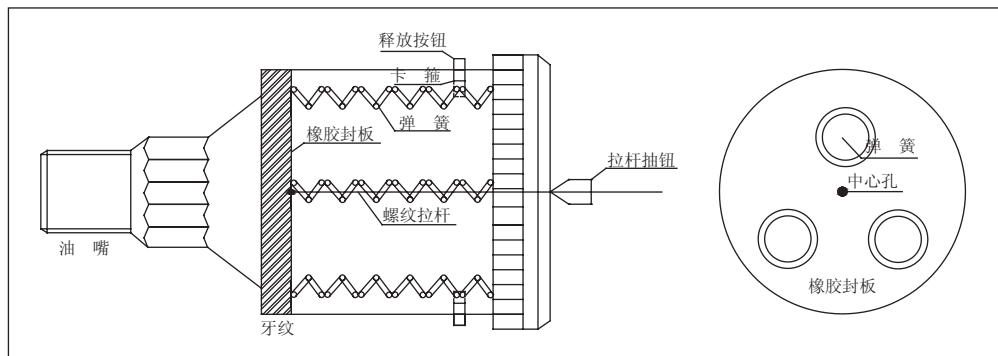 释放按钮
卡 箍
弹 簧
橡胶封板
拉杆抽钮
螺纹拉杆
油 嘴
牙纹
弹 簧
中心孔
橡胶封板